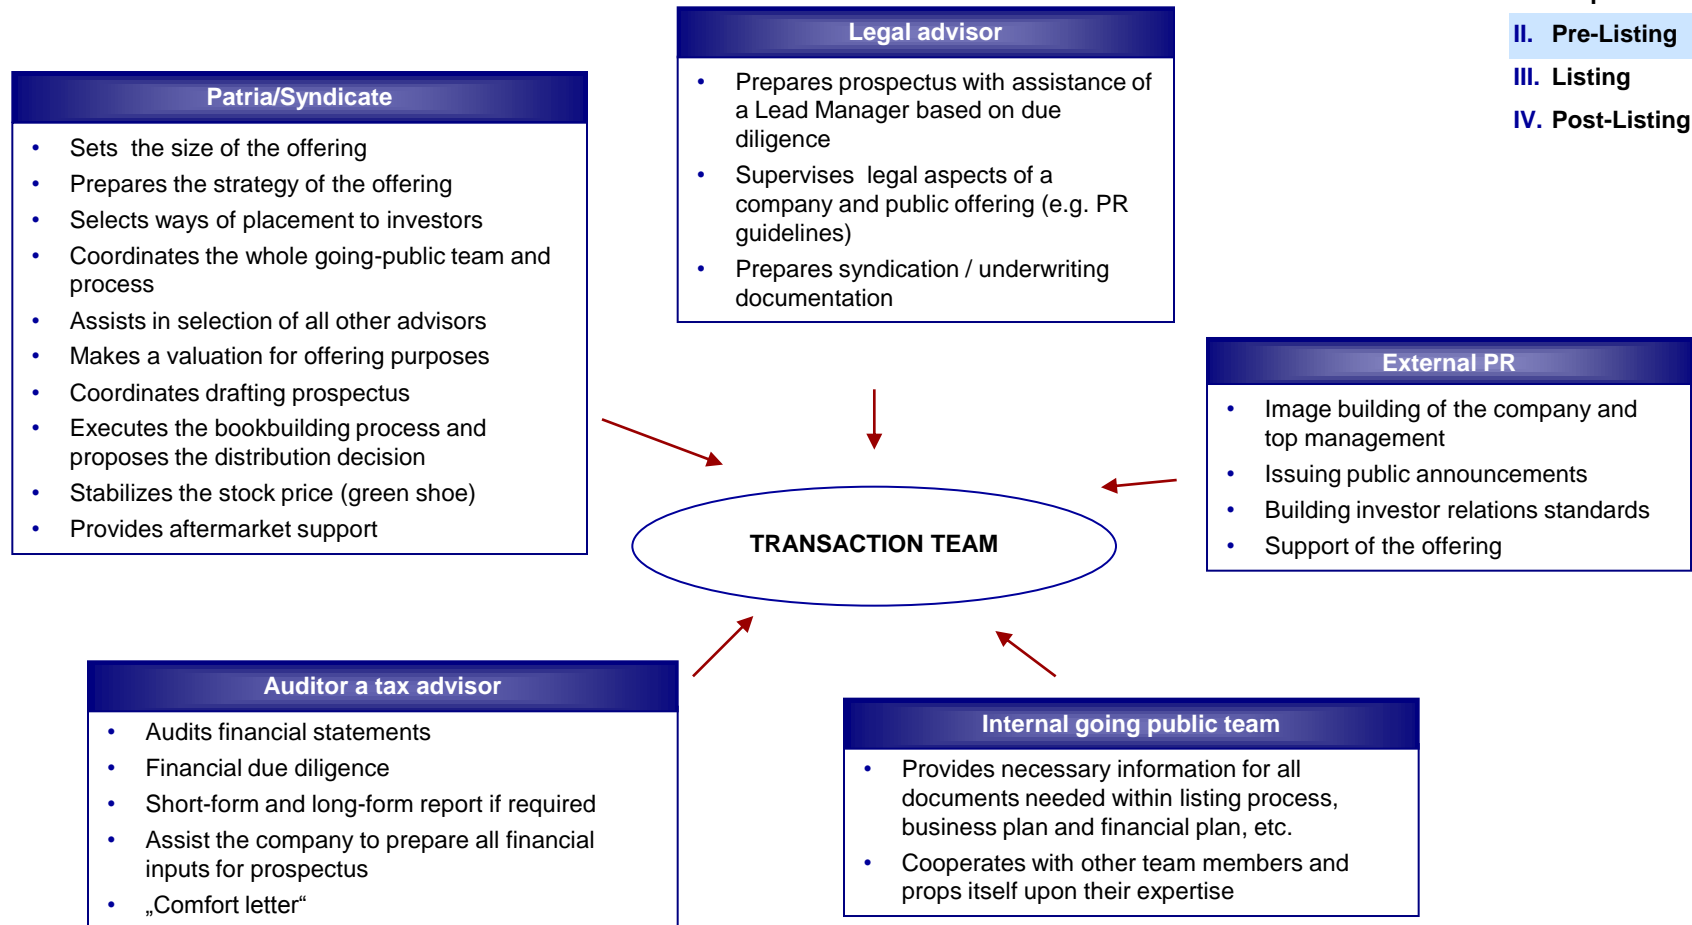 Legal advisor
• Prepares prospectus with assistance of
a Lead Manager based on due
diligence
• Supervises legal aspects of a
company and public offering (e.g. PR
guidelines)
• Prepares syndication / underwriting
documentation
II. Pre-Listing
III. Listing
IV. Post-Listing
Patria/Syndicate
• Sets the size of the offering
• Prepares the strategy of the offering
• Selects ways of placement to investors
• Coordinates the whole going-public team and
process
• Assists in selection of all other advisors
• Makes a valuation for offering purposes
• Coordinates drafting prospectus
• Executes the bookbuilding process and
proposes the distribution decision
• Stabilizes the stock price (green shoe)
• Provides aftermarket support
External PR
• Image building of the company and
top management
• Issuing public announcements
• Building investor relations standards
• Support of the offering
TRANSACTION TEAM
Auditor a tax advisor
• Audits financial statements
• Financial due diligence
• Short-form and long-form report if required
• Assist the company to prepare all financial
inputs for prospectus
• „Comfort letter“
Internal going public team
• Provides necessary information for all
documents needed within listing process,
business plan and financial plan, etc.
• Cooperates with other team members and
props itself upon their expertise